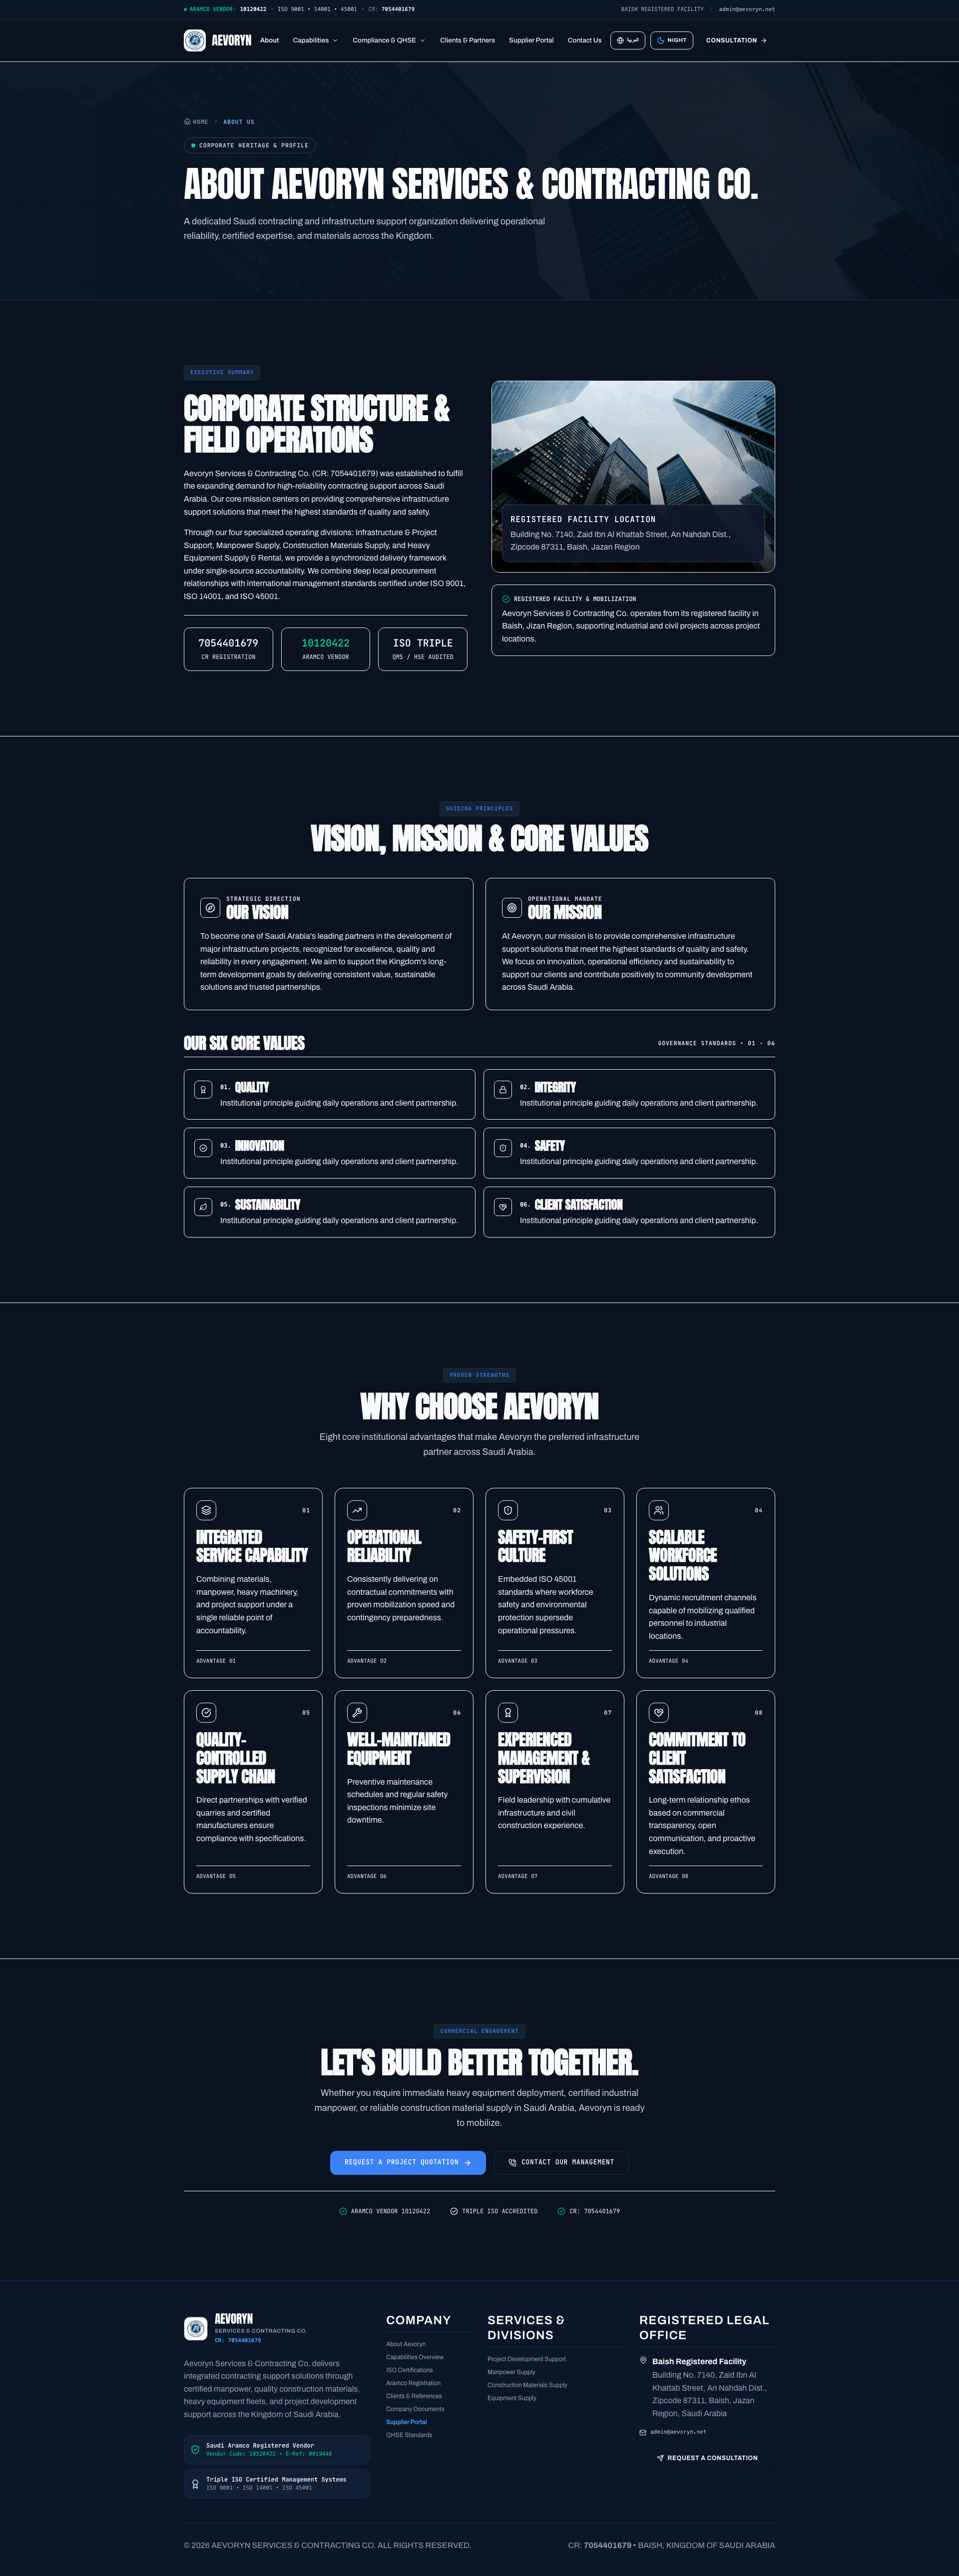 ARAMCO VENDOR: 10120422 • ISO 9001 • 14001 • 45001 • CR: 7054401679
BAISH REGISTERED FACILITY | admin@aevoryn.net
AEVORYN
About
Capabilities
Compliance & QHSE
Clients & Partners
Supplier Portal
Contact Us
العربية
NIGHT
CONSULTATION
HOME > ABOUT US
CORPORATE HERITAGE & PROFILE
ABOUT AEVORYN SERVICES & CONTRACTING CO.
A dedicated Saudi contracting and infrastructure support organization delivering operational
reliability, certified expertise, and materials across the Kingdom.
EXECUTIVE SUMMARY
CORPORATE STRUCTURE &
FIELD OPERATIONS
Aevoryn Services & Contracting Co. (CR: 7054401679) was established to fulfill
the expanding demand for high-reliability contracting support across Saudi
Arabia. Our core mission centers on providing comprehensive infrastructure
support solutions that meet the highest standards of quality and safety.
Through our four specialized operating divisions: Infrastructure & Project
Support, Manpower Supply, Construction Materials Supply, and Heavy
Equipment Supply & Rental, we provide a synchronized delivery framework
under single-source accountability. We combine deep local procurement
relationships with international management standards certified under ISO 9001,
ISO 14001, and ISO 45001.
7054401679
CR REGISTRATION
10120422
ARAMCO VENDOR
ISO TRIPLE
QMS / HSE AUDITED
REGISTERED FACILITY LOCATION
Building No. 7140, Zaid Ibn Al Khattab Street, An Nahdah Dist.,
Zipcode 87311, Baish, Jazan Region
REGISTERED FACILITY & MOBILIZATION
Aevoryn Services & Contracting Co. operates from its registered facility in
Baish, Jizan Region, supporting industrial and civil projects across project
locations.
GUIDING PRINCIPLES
VISION, MISSION & CORE VALUES
STRATEGIC DIRECTION
OUR VISION
To become one of Saudi Arabia's leading partners in the development of
major infrastructure projects, recognized for excellence, quality and
reliability in every engagement. We aim to support the Kingdom's long-
term development goals by delivering consistent value, sustainable
solutions and trusted partnerships.
OPERATIONAL MANDATE
OUR MISSION
At Aevoryn, our mission is to provide comprehensive infrastructure
support solutions that meet the highest standards of quality and safety.
We focus on innovation, operational efficiency and sustainability to
support our clients and contribute positively to community development
across Saudi Arabia.
OUR SIX CORE VALUES
GOVERNANCE STANDARDS • 01 - 06
01. QUALITY
Institutional principle guiding daily operations and client partnership.
02. INTEGRITY
Institutional principle guiding daily operations and client partnership.
03. INNOVATION
Institutional principle guiding daily operations and client partnership.
04. SAFETY
Institutional principle guiding daily operations and client partnership.
05. SUSTAINABILITY
Institutional principle guiding daily operations and client partnership.
06. CLIENT SATISFACTION
Institutional principle guiding daily operations and client partnership.
PROVEN STRENGTHS
WHY CHOOSE AEVORYN
Eight core institutional advantages that make Aevoryn the preferred infrastructure
partner across Saudi Arabia.
01
INTEGRATED
SERVICE CAPABILITY
Combining materials,
manpower, heavy machinery,
and project support under a
single reliable point of
accountability.
ADVANTAGE 01
02
OPERATIONAL
RELIABILITY
Consistently delivering on
contractual commitments with
proven mobilization speed and
contingency preparedness.
ADVANTAGE 02
03
SAFETY-FIRST
CULTURE
Embedded ISO 45001
standards where workforce
safety and environmental
protection supersede
operational pressures.
ADVANTAGE 03
04
SCALABLE
WORKFORCE
SOLUTIONS
Dynamic recruitment channels
capable of mobilizing qualified
personnel to industrial
locations.
ADVANTAGE 04
05
QUALITY-
CONTROLLED
SUPPLY CHAIN
Direct partnerships with verified
quarries and certified
manufacturers ensure
compliance with specifications.
ADVANTAGE 05
06
WELL-MAINTAINED
EQUIPMENT
Preventive maintenance
schedules and regular safety
inspections minimize site
downtime.
ADVANTAGE 06
07
EXPERIENCED
MANAGEMENT &
SUPERVISION
Field leadership with cumulative
infrastructure and civil
construction experience.
ADVANTAGE 07
08
COMMITMENT TO
CLIENT
SATISFACTION
Long-term relationship ethos
based on commercial
transparency, open
communication, and proactive
execution.
ADVANTAGE 08
COMMERCIAL ENGAGEMENT
LET'S BUILD BETTER TOGETHER.
Whether you require immediate heavy equipment deployment, certified industrial
manpower, or reliable construction material supply in Saudi Arabia, Aevoryn is ready
to mobilize.
REQUEST A PROJECT QUOTATION
CONTACT OUR MANAGEMENT
ARAMCO VENDOR 10120422
TRIPLE ISO ACCREDITED
CR: 7054401679
AEVORYN
SERVICES & CONTRACTING CO.
CR: 7054401679
Aevoryn Services & Contracting Co. delivers
integrated contracting support solutions through
certified manpower, quality construction materials,
heavy equipment fleets, and project development
support across the Kingdom of Saudi Arabia.
Saudi Aramco Registered Vendor
Vendor Code: 10120422 • E-Ref: 0019448
Triple ISO Certified Management Systems
ISO 9001 • ISO 14001 • ISO 45001
COMPANY
About Aevoryn
Capabilities Overview
ISO Certifications
Aramco Registration
Clients & References
Company Documents
Supplier Portal
QHSE Standards
SERVICES &
DIVISIONS
Project Development Support
Manpower Supply
Construction Materials Supply
Equipment Supply
REGISTERED LEGAL
OFFICE
Baish Registered Facility
Building No. 7140, Zaid Ibn Al
Khattab Street, An Nahdah Dist.,
Zipcode 87311, Baish, Jazan
Region, Saudi Arabia
admin@aevoryn.net
REQUEST A CONSULTATION
© 2026 AEVORYN SERVICES & CONTRACTING CO. ALL RIGHTS RESERVED.
CR: 7054401679 • BAISH, KINGDOM OF SAUDI ARABIA